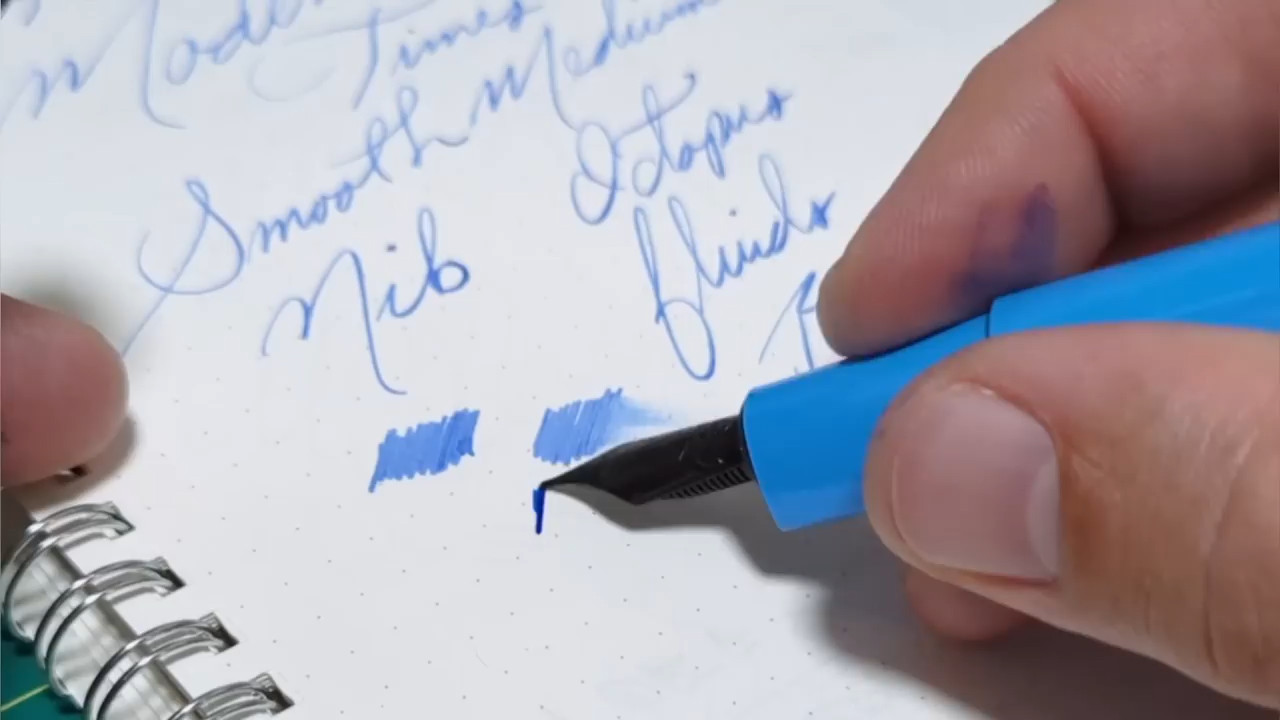 Modern Times
Smooth Medium
Nib
Octopus
fluids